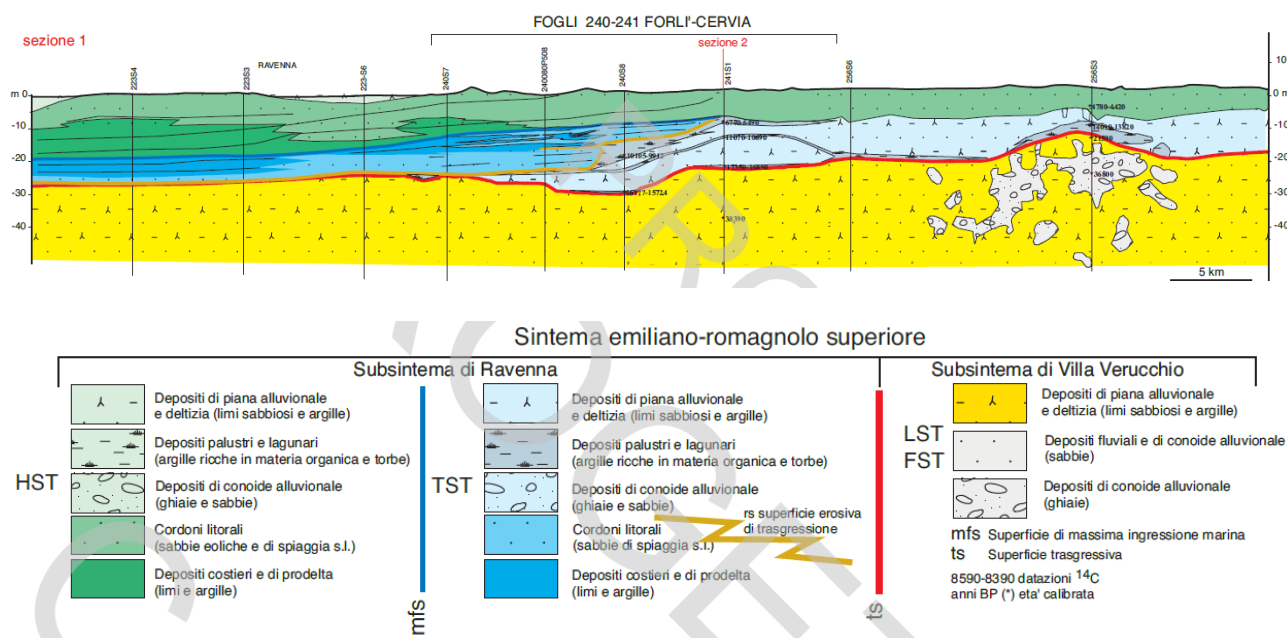 FOGLI 240-241 FORLI'-CERVIA
sezione 1
sezione 2
223S4
223S3
RAVENNA
223-S6
240S7
240080P508
240S8
241S1
256S6
256S3
m 0
-10
-20
-30
-40
10
0 m
-10
-20
-30
-40
11070-10690
36800
38390
5 km
Sintema emiliano-romagnolo superiore
Subsintema di Ravenna
Subsintema di Villa Verucchio
HST
Depositi di piana alluvionale
e deltizia (limi sabbiosi e argille)
Depositi palustri e lagunari
(argille ricche in materia organica e torbe)
Depositi di conoide alluvionale
(ghiaie e sabbie)
Cordoni litorali
(sabbie eoliche e di spiaggia s.l.)
Depositi costieri e di prodelta
(limi e argille)
mfs
TST
Depositi di piana alluvionale
e deltizia (limi sabbiosi e argille)
Depositi palustri e lagunari
(argille ricche in materia organica e torbe)
Depositi di conoide alluvionale
(ghiaie e sabbie)
Cordoni litorali
(sabbie di spiaggia s.l.)
Depositi costieri e di prodelta
(limi e argille)
rs superficie erosiva
di trasgressione
ts
LST
FST
Depositi di piana alluvionale
e deltizia (limi sabbiosi e argille)
Depositi fluviali e di conoide alluvionale
(sabbie)
Depositi di conoide alluvionale
(ghiaie)
mfs Superficie di massima ingressione marina
ts Superficie trasgressiva
8590-8390 datazioni 14C
anni BP (*) eta' calibrata